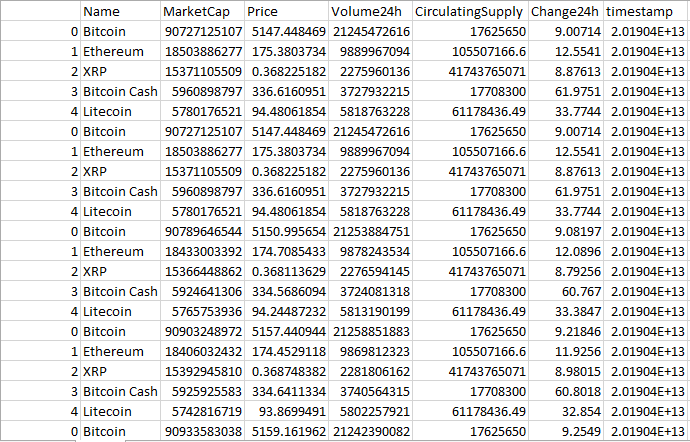 Name MarketCap Price Volume24h CirculatingSupply Change24h timestamp
0 Bitcoin 90727125107 5147.448469 21245472616 17625650 9.00714 2.01904E+13
1 Ethereum 18503886277 175.3803734 9889967094 105507166.6 12.5541 2.01904E+13
2 XRP 15371105509 0.368225182 2275960136 41743765071 8.87613 2.01904E+13
3 Bitcoin Cash 5960898797 336.6160951 3727932215 17708300 61.9751 2.01904E+13
4 Litecoin 5780176521 94.48061854 5818763228 61178436.49 33.7744 2.01904E+13
0 Bitcoin 90727125107 5147.448469 21245472616 17625650 9.00714 2.01904E+13
1 Ethereum 18503886277 175.3803734 9889967094 105507166.6 12.5541 2.01904E+13
2 XRP 15371105509 0.368225182 2275960136 41743765071 8.87613 2.01904E+13
3 Bitcoin Cash 5960898797 336.6160951 3727932215 17708300 61.9751 2.01904E+13
4 Litecoin 5780176521 94.48061854 5818763228 61178436.49 33.7744 2.01904E+13
0 Bitcoin 90789646544 5150.995654 21253884751 17625650 9.08197 2.01904E+13
1 Ethereum 18433003392 174.7085433 9878243534 105507166.6 12.0896 2.01904E+13
2 XRP 15366448862 0.368113629 2276594145 41743765071 8.79256 2.01904E+13
3 Bitcoin Cash 5924641306 334.5686094 3724081318 17708300 60.767 2.01904E+13
4 Litecoin 5765753936 94.24487232 5813190199 61178436.49 33.3847 2.01904E+13
0 Bitcoin 90903248972 5157.440944 21258851883 17625650 9.21846 2.01904E+13
1 Ethereum 18406032432 174.4529118 9869812323 105507166.6 11.9256 2.01904E+13
2 XRP 15392945810 0.368748382 2281806162 41743765071 8.98015 2.01904E+13
3 Bitcoin Cash 5925925583 334.6411334 3740564315 17708300 60.8018 2.01904E+13
4 Litecoin 5742816719 93.8699491 5802257921 61178436.49 32.854 2.01904E+13
0 Bitcoin 90933583038 5159.161962 21242390082 17625650 9.2549 2.01904E+13